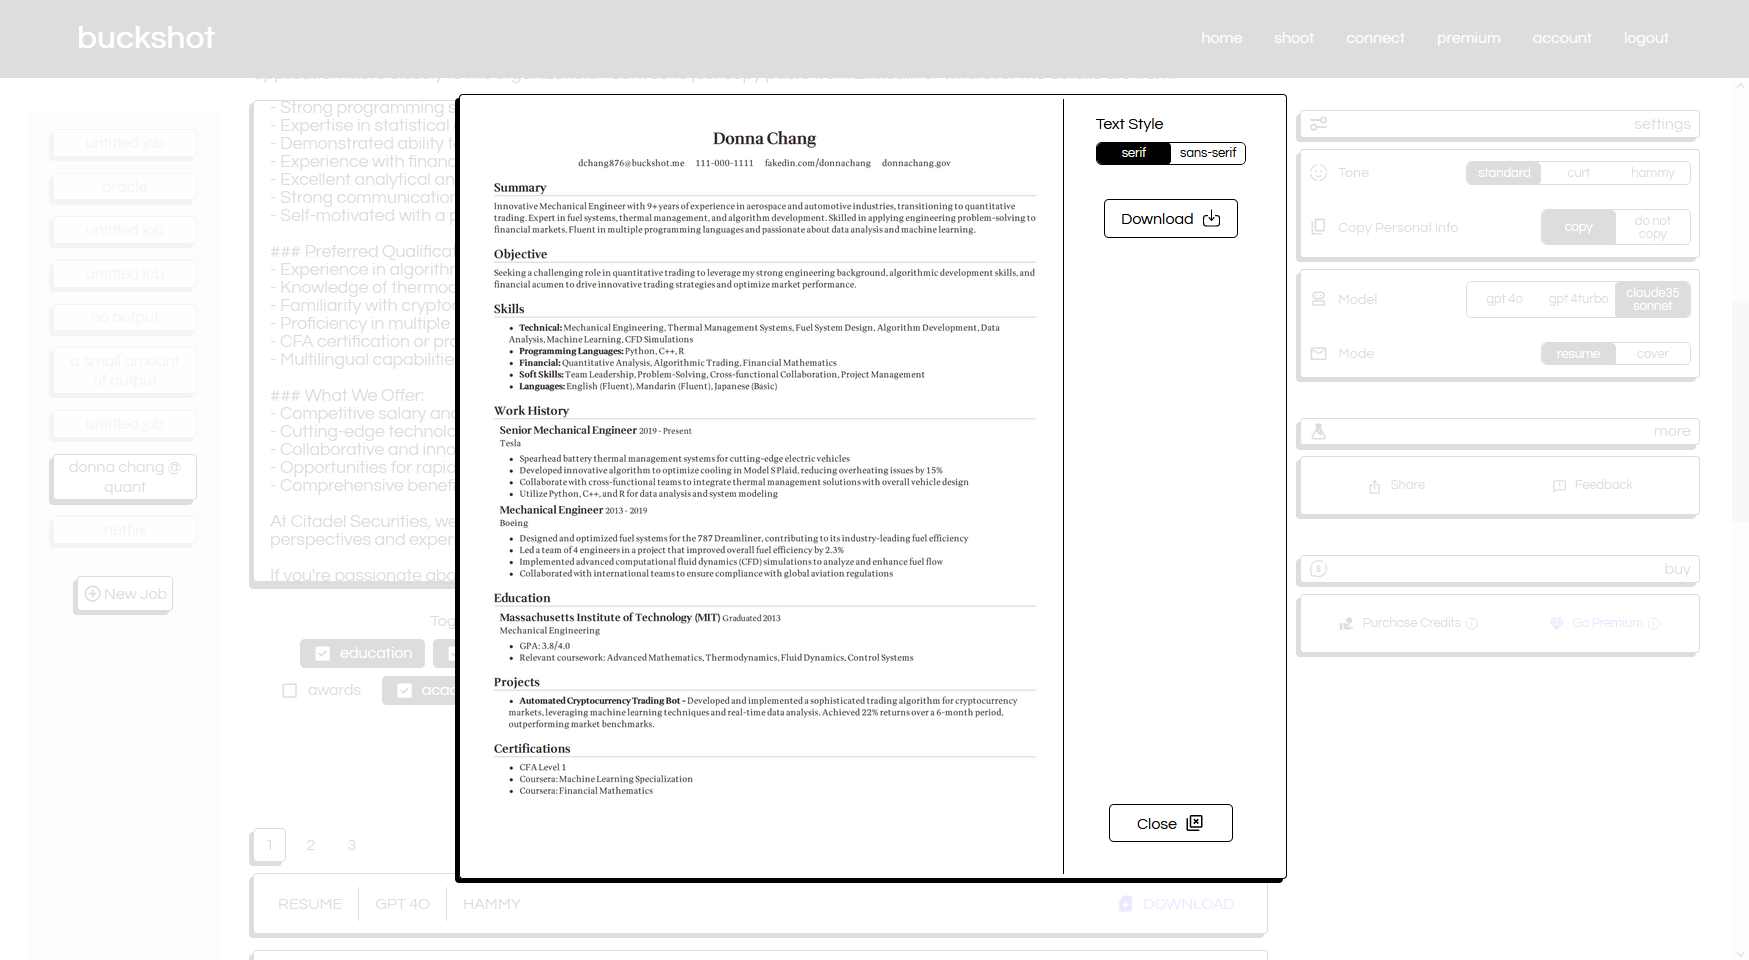 buckshot
home shoot connect premium account logout
untitled job
oracle
untitled job
untitled job
no output
a small amount
of output
untitled job
donna chang @
quant
netflix
New Job
- Strong programming s
- Expertise in statistical
- Demonstrated ability t
- Experience with financ
- Excellent analytical an
- Strong communication
- Self-motivated with a p
### Preferred Qualificat
- Experience in algorithm
- Knowledge of thermod
- Familiarity with crypto
- Proficiency in multiple
- CFA certification or pro
- Multilingual capabilitie
### What We Offer:
- Competitive salary and
- Cutting-edge technolo
- Collaborative and inno
- Opportunities for rapid
- Comprehensive benef
At Citadel Securities, we
perspectives and exper
If you're passionate abo
Tog
education
awards acac
1 2 3
RESUME GPT 4O HAMMY DOWNLOAD
Donna Chang
dchang876@buckshot.me 111-000-1111 fakedin.com/donnachang donnachang.gov
Summary
Innovative Mechanical Engineer with 9+ years of experience in aerospace and automotive industries, transitioning to quantitative
trading. Expert in fuel systems, thermal management, and algorithm development. Skilled in applying engineering problem-solving to
financial markets. Fluent in multiple programming languages and passionate about data analysis and machine learning.
Objective
Seeking a challenging role in quantitative trading to leverage my strong engineering background, algorithmic development skills, and
financial acumen to drive innovative trading strategies and optimize market performance.
Skills
• Technical: Mechanical Engineering, Thermal Management Systems, Fuel System Design, Algorithm Development, Data
Analysis, Machine Learning, CFD Simulations
• Programming Languages: Python, C++, R
• Financial: Quantitative Analysis, Algorithmic Trading, Financial Mathematics
• Soft Skills: Team Leadership, Problem-Solving, Cross-functional Collaboration, Project Management
• Languages: English (Fluent), Mandarin (Fluent), Japanese (Basic)
Work History
Senior Mechanical Engineer 2019 - Present
Tesla
• Spearhead battery thermal management systems for cutting-edge electric vehicles
• Developed innovative algorithm to optimize cooling in Model S Plaid, reducing overheating issues by 15%
• Collaborate with cross-functional teams to integrate thermal management solutions with overall vehicle design
• Utilize Python, C++, and R for data analysis and system modeling
Mechanical Engineer 2013 - 2019
Boeing
• Designed and optimized fuel systems for the 787 Dreamliner, contributing to its industry-leading fuel efficiency
• Led a team of 4 engineers in a project that improved overall fuel efficiency by 2.3%
• Implemented advanced computational fluid dynamics (CFD) simulations to analyze and enhance fuel flow
• Collaborated with international teams to ensure compliance with global aviation regulations
Education
Massachusetts Institute of Technology (MIT) Graduated 2013
Mechanical Engineering
• GPA: 3.8/4.0
• Relevant coursework: Advanced Mathematics, Thermodynamics, Fluid Dynamics, Control Systems
Projects
• Automated Cryptocurrency Trading Bot - Developed and implemented a sophisticated trading algorithm for cryptocurrency
markets, leveraging machine learning techniques and real-time data analysis. Achieved 22% returns over a 6-month period,
outperforming market benchmarks.
Certifications
• CFA Level 1
• Coursera: Machine Learning Specialization
• Coursera: Financial Mathematics
Text Style
serif sans-serif
Download
Close
settings
Tone standard curt hammy
Copy Personal Info copy do not
copy
Model gpt 4o gpt 4turbo claude35
sonnet
Mode resume cover
more
Share Feedback
buy
Purchase Credits Go Premium